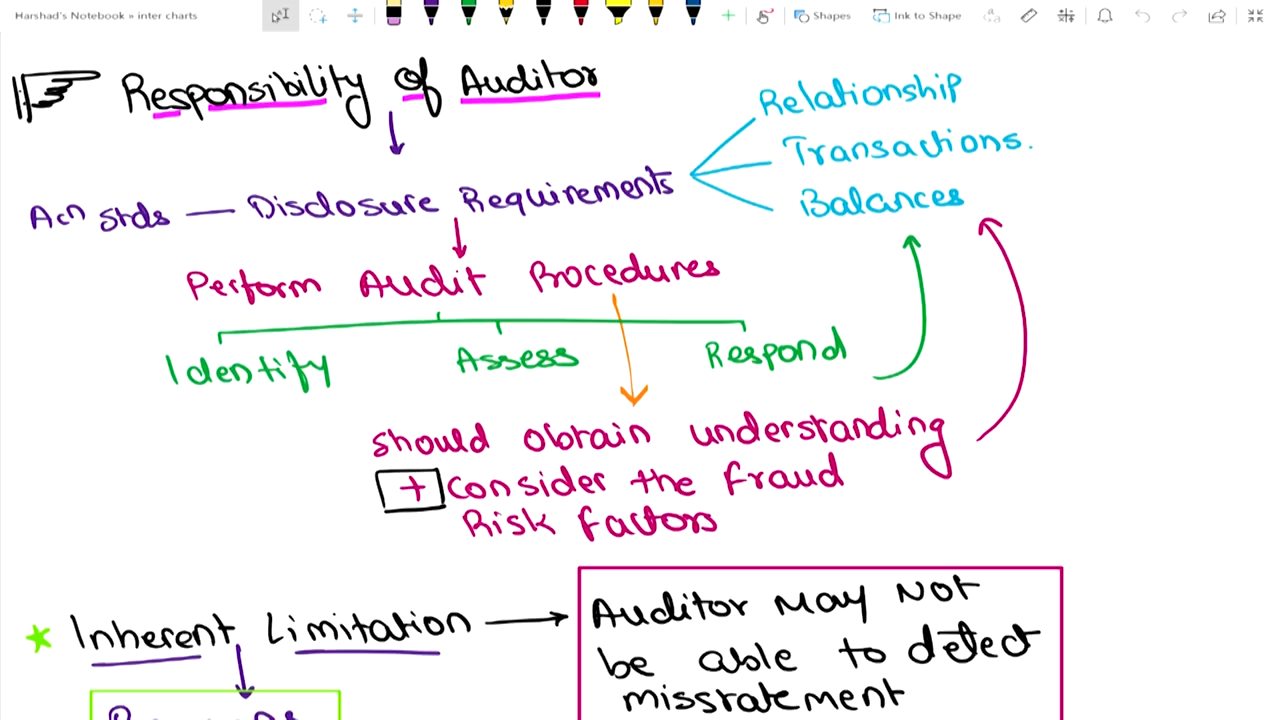 Harshad's Notebook » inter charts
Shapes
Ink to Shape
Responsibility of Auditor
Relationship
Transactions.
Balances
Acn Stds — Disclosure Requirements
Perform Audit Procedures
Identify
Assess
Respond
should obtain understanding
+ consider the fraud
Risk factors
Inherent Limitation
Auditor May Not
be able to detect
misstatement